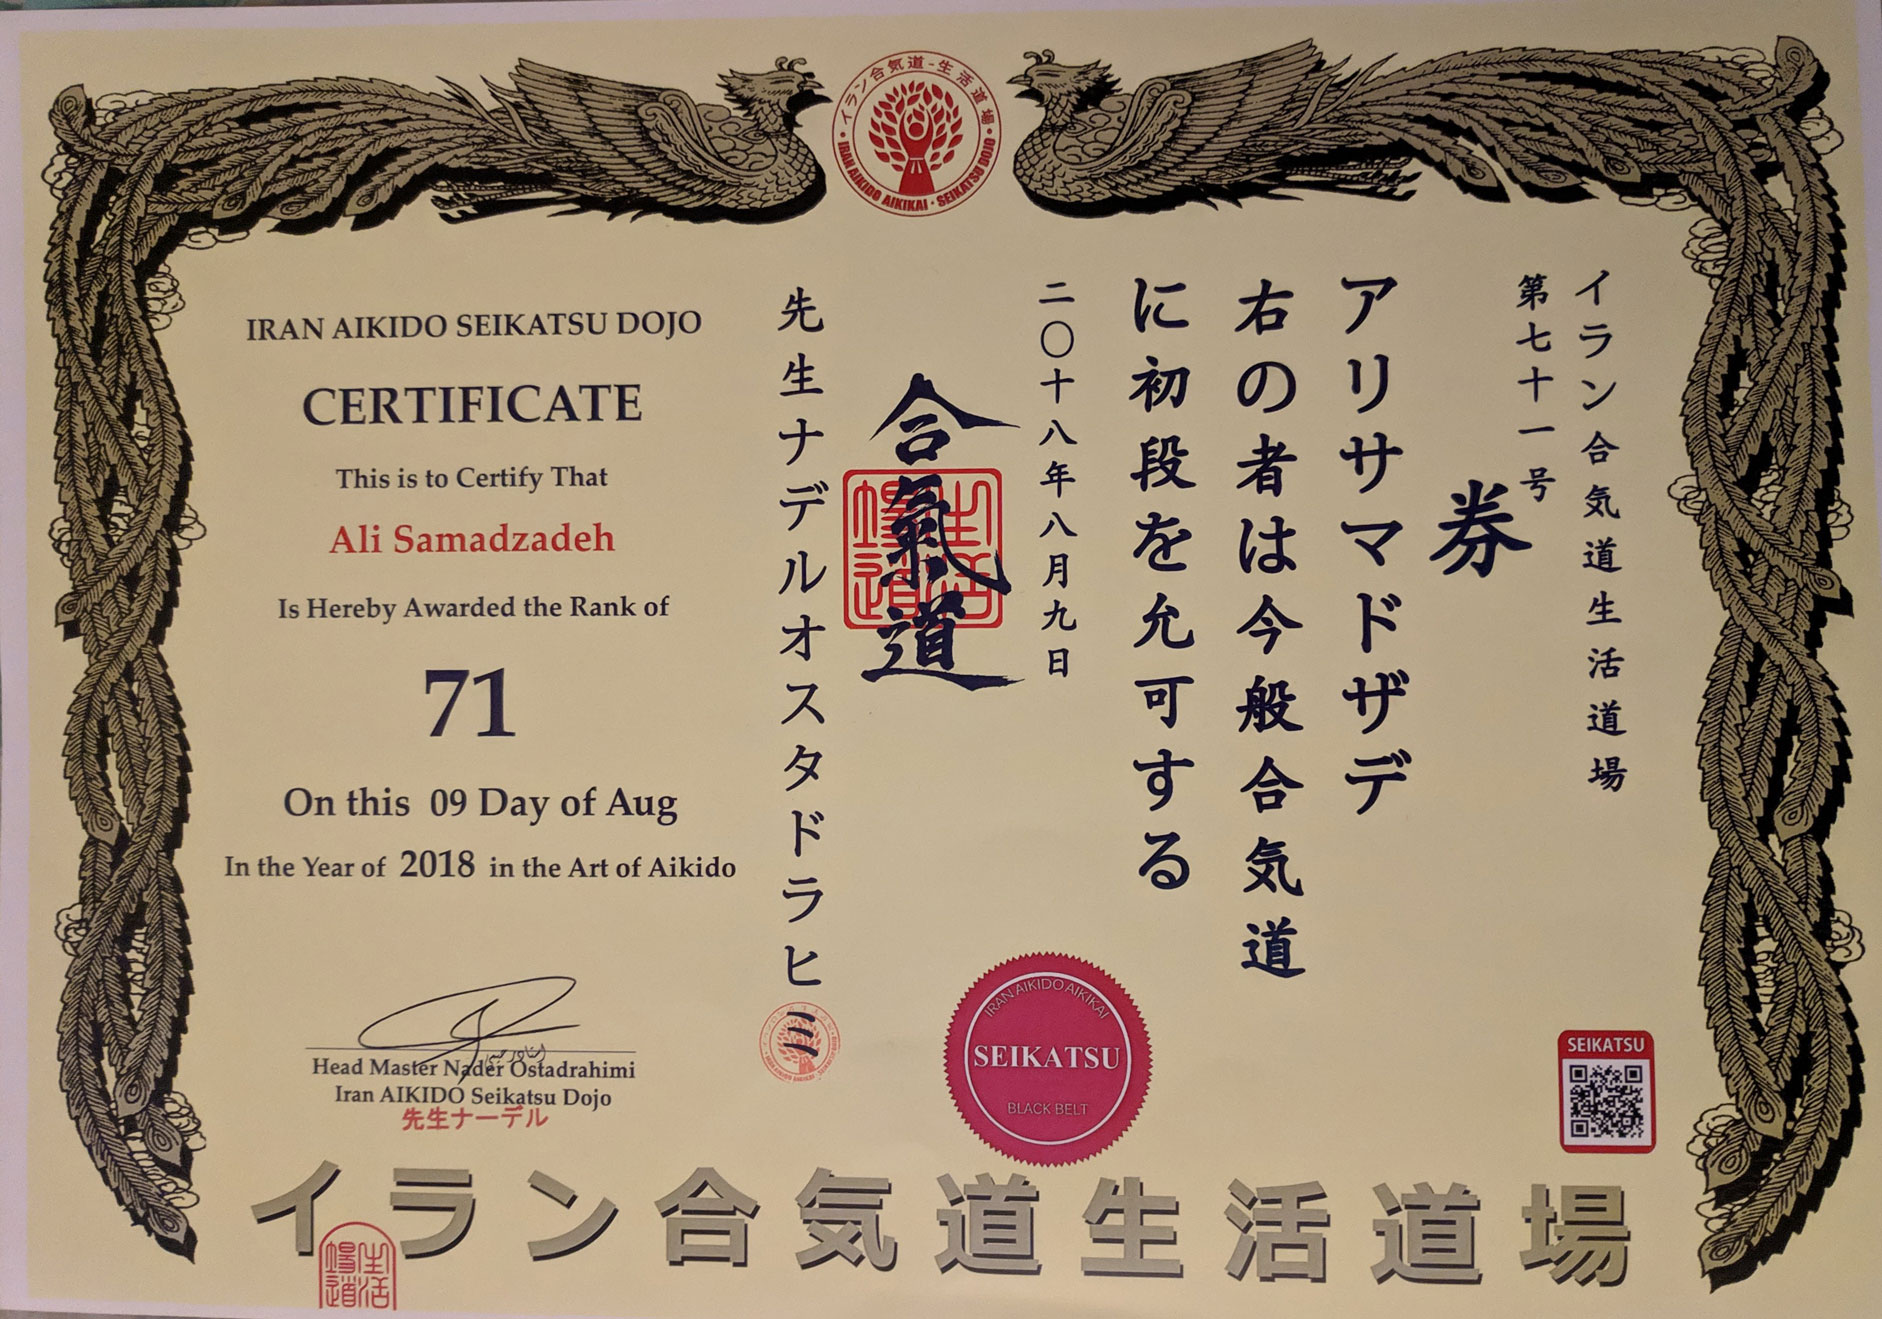 イラン合気道-生活道場
IRAN AIKIDO AIKIKAI · SEIKATSU DOJO
IRAN AIKIDO SEIKATSU DOJO
CERTIFICATE
This is to Certify That
Ali Samadzadeh
Is Hereby Awarded the Rank of
71
On this 09 Day of Aug
In the Year of 2018 in the Art of Aikido
Head Master Nader Ostadrahimi
Iran AIKIDO Seikatsu Dojo
先生ナーデル
イラン合気道生活道場
第七十一号
券
アリサマドザデ
右の者は今般合気道
に初段を允可する
二〇十八年八月九日
合氣道
生活
道場
先生ナデルオスタドラヒミ
IRAN AIKIDO AIKIKAI
SEIKATSU
BLACK BELT
SEIKATSU
イラン合気道生活道場
生活
道場